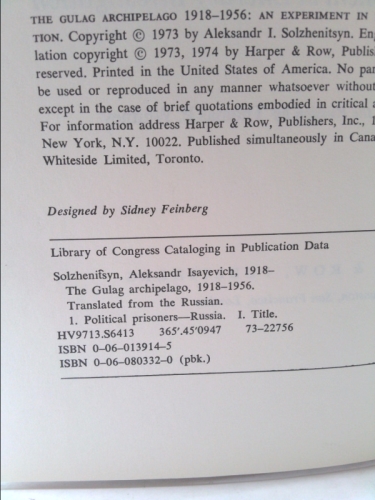 THE GULAG ARCHIPELAGO 1918–1956: AN EXPERIMENT IN
TION. Copyright © 1973 by Aleksandr I. Solzhenitsyn. En
lation copyright © 1973, 1974 by Harper & Row, Publis
reserved. Printed in the United States of America. No par
be used or reproduced in any manner whatsoever without
except in the case of brief quotations embodied in critical a
For information address Harper & Row, Publishers, Inc., 1
New York, N.Y. 10022. Published simultaneously in Cana
Whiteside Limited, Toronto.
Designed by Sidney Feinberg
Library of Congress Cataloging in Publication Data
Solzhenit͡syn, Aleksandr Isayevich, 1918–
The Gulag archipelago, 1918–1956.
Translated from the Russian.
1. Political prisoners—Russia. I. Title.
HV9713.S6413 365'.45'0947 73–22756
ISBN 0–06–013914–5
ISBN 0–06–080332–0 (pbk.)